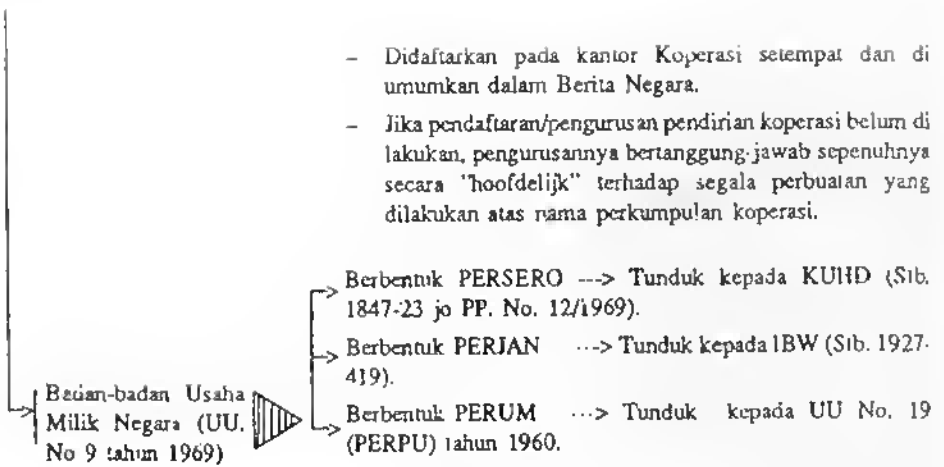 – Didaftarkan pada kantor Koperasi setempat dan di
umumkan dalam Berita Negara.
– Jika pendaftaran/pengurusan pendirian koperasi belum di
lakukan, pengurusannya bertanggung-jawab sepenuhnya
secara "hoofdelijk" terhadap segala perbuatan yang
dilakukan atas nama perkumpulan koperasi.
Berbentuk PERSERO ---> Tunduk kepada KUHD (Stb.
1847-23 jo PP. No. 12/1969).
Berbentuk PERJAN ---> Tunduk kepada IBW (Stb. 1927-
419).
Badan-badan Usaha
Milik Negara (UU.
No 9 tahun 1969)
Berbentuk PERUM ---> Tunduk kepada UU No. 19
(PERPU) tahun 1960.